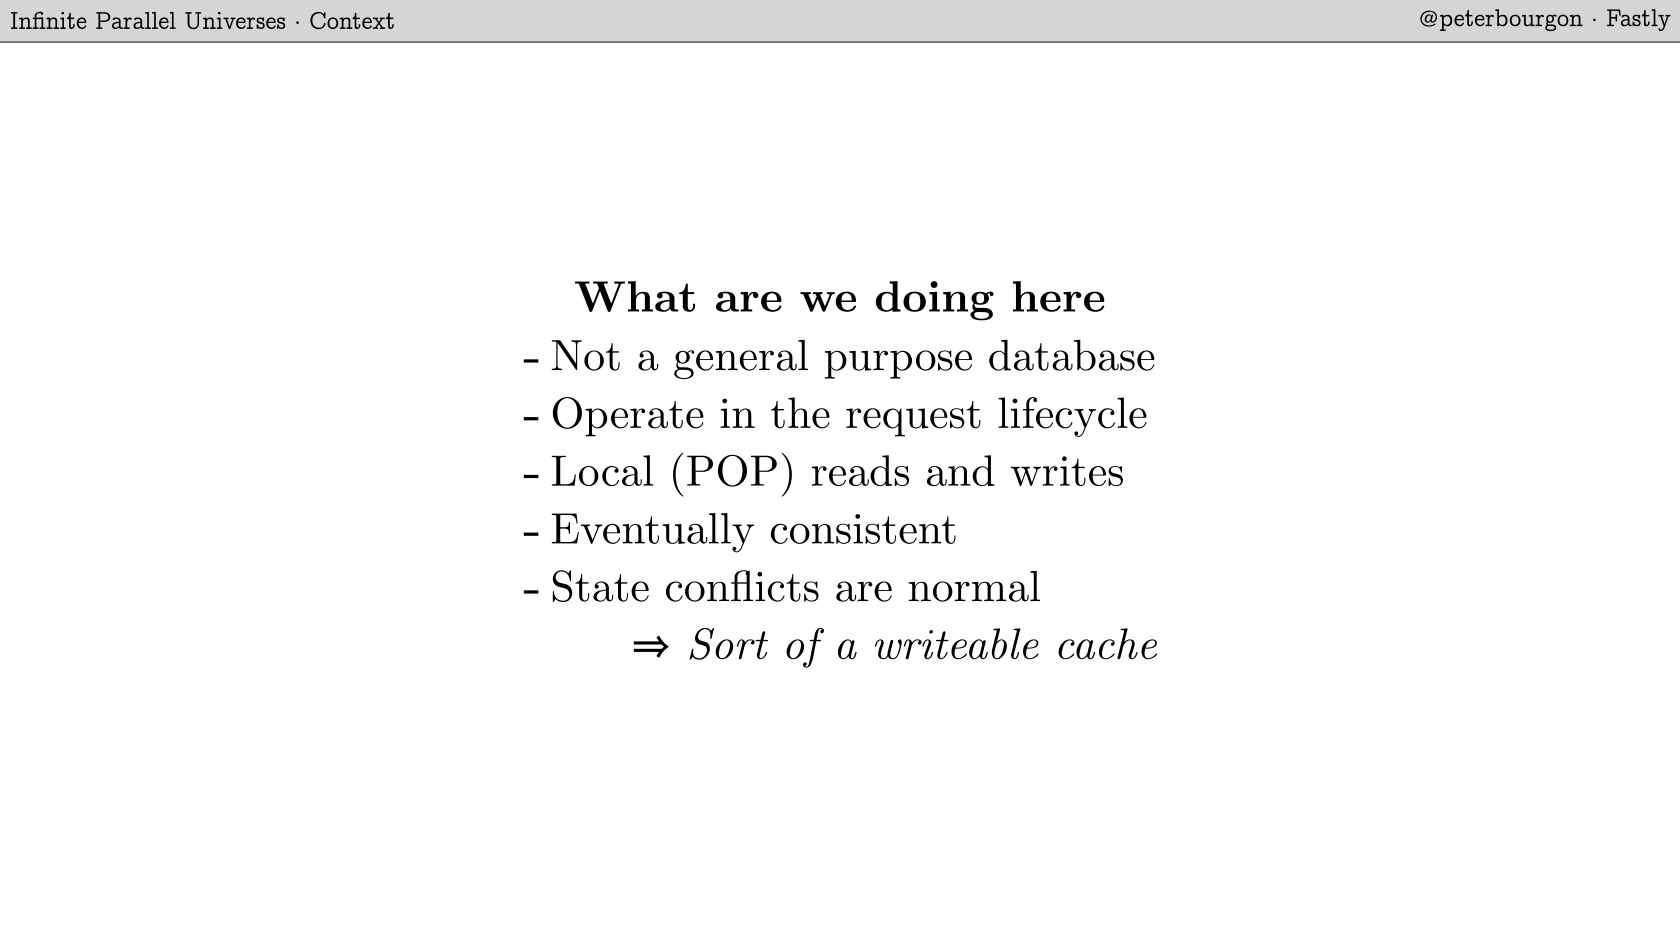 Infinite Parallel Universes · Context
@peterbourgon · Fastly
What are we doing here
- Not a general purpose database
- Operate in the request lifecycle
- Local (POP) reads and writes
- Eventually consistent
- State conflicts are normal
⇒ Sort of a writeable cache